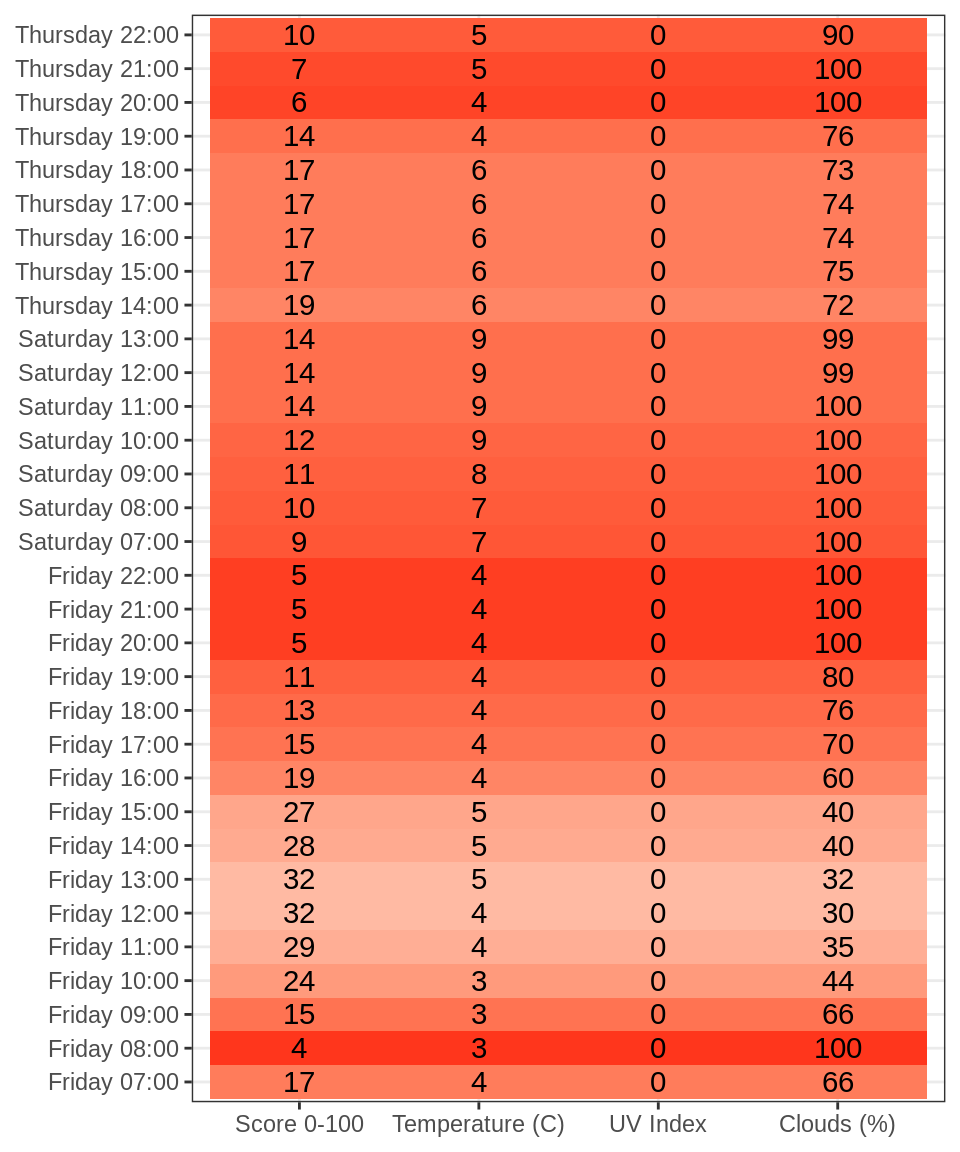 Thursday 22:00 10 5 0 90
Thursday 21:00 7 5 0 100
Thursday 20:00 6 4 0 100
Thursday 19:00 14 4 0 76
Thursday 18:00 17 6 0 73
Thursday 17:00 17 6 0 74
Thursday 16:00 17 6 0 74
Thursday 15:00 17 6 0 75
Thursday 14:00 19 6 0 72
Saturday 13:00 14 9 0 99
Saturday 12:00 14 9 0 99
Saturday 11:00 14 9 0 100
Saturday 10:00 12 9 0 100
Saturday 09:00 11 8 0 100
Saturday 08:00 10 7 0 100
Saturday 07:00 9 7 0 100
Friday 22:00 5 4 0 100
Friday 21:00 5 4 0 100
Friday 20:00 5 4 0 100
Friday 19:00 11 4 0 80
Friday 18:00 13 4 0 76
Friday 17:00 15 4 0 70
Friday 16:00 19 4 0 60
Friday 15:00 27 5 0 40
Friday 14:00 28 5 0 40
Friday 13:00 32 5 0 32
Friday 12:00 32 4 0 30
Friday 11:00 29 4 0 35
Friday 10:00 24 3 0 44
Friday 09:00 15 3 0 66
Friday 08:00 4 3 0 100
Friday 07:00 17 4 0 66
Score 0-100 Temperature (C) UV Index Clouds (%)